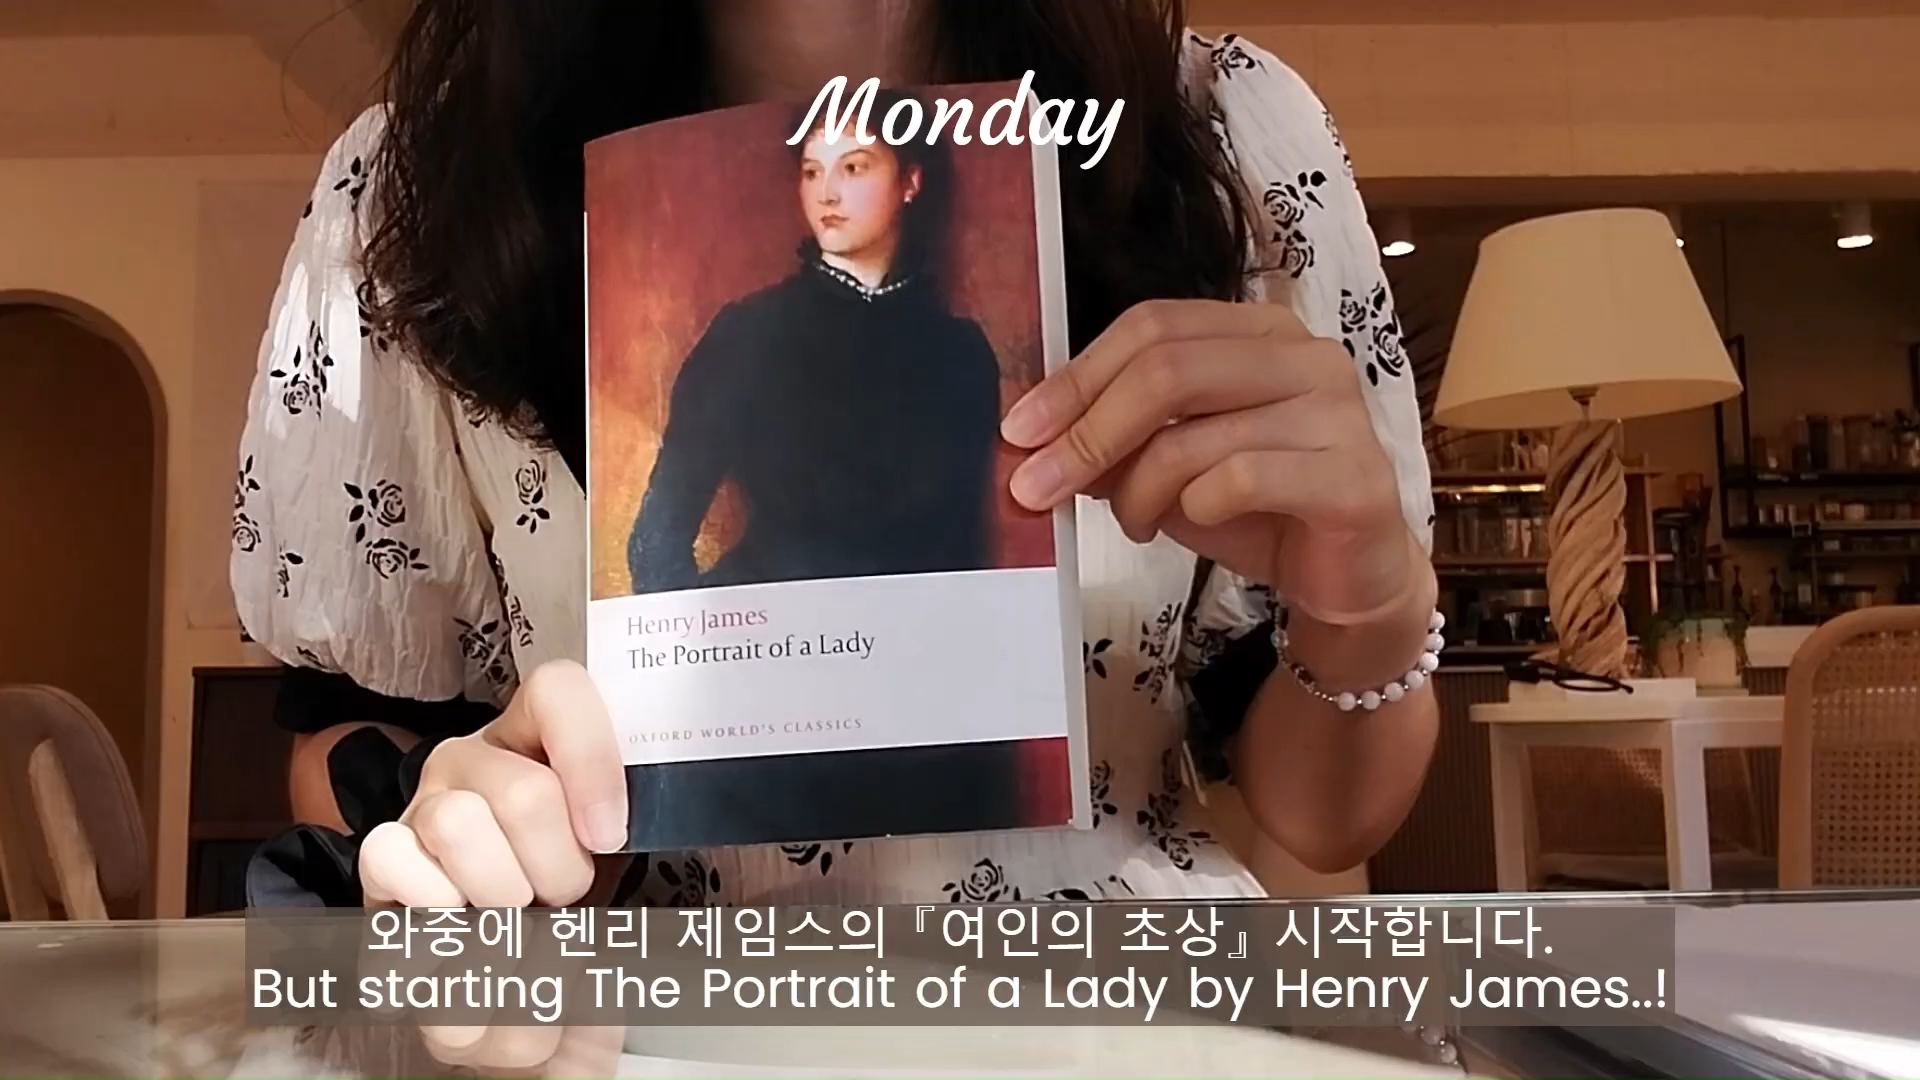 Monday
Henry James
The Portrait of a Lady
OXFORD WORLD'S CLASSICS
와중에 헨리 제임스의 『여인의 초상』 시작합니다.
But starting The Portrait of a Lady by Henry James..!